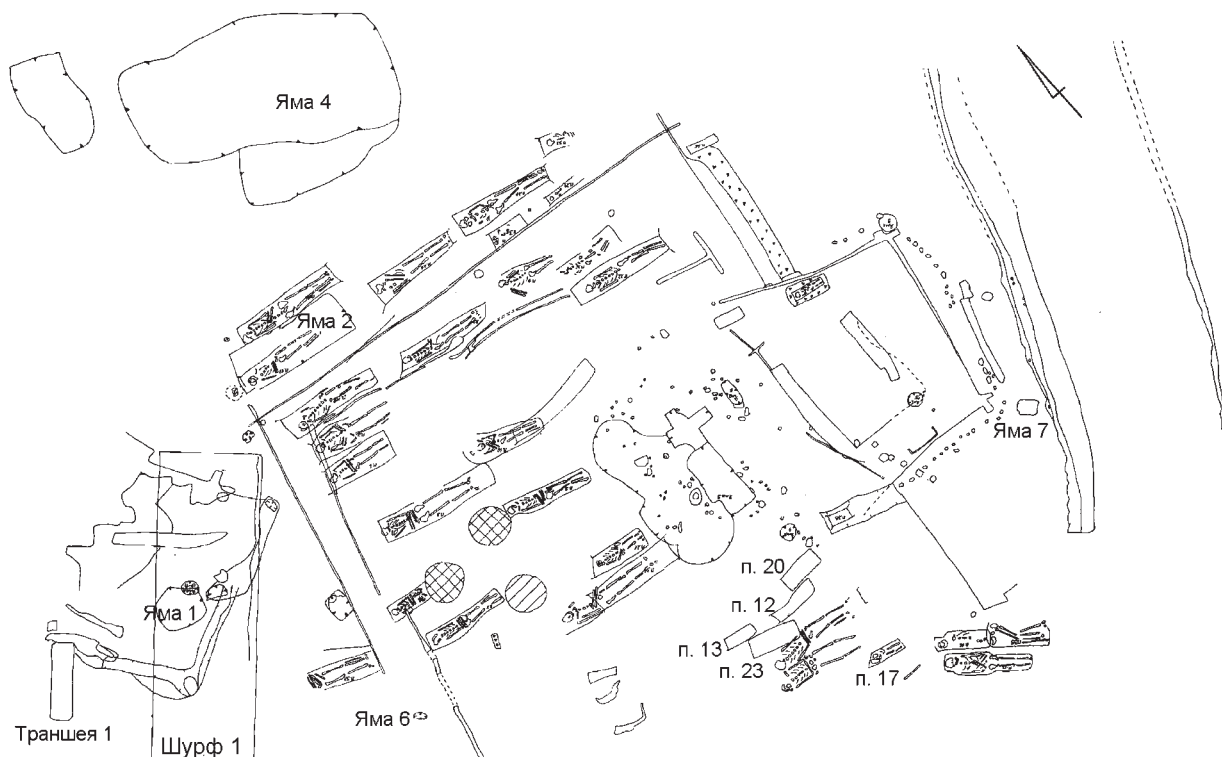 Яма 4
Яма 2
Яма 7
п. 20
Яма 1
п. 12
п. 13
п. 23
п. 17
Яма 6
Траншея 1
Шурф 1